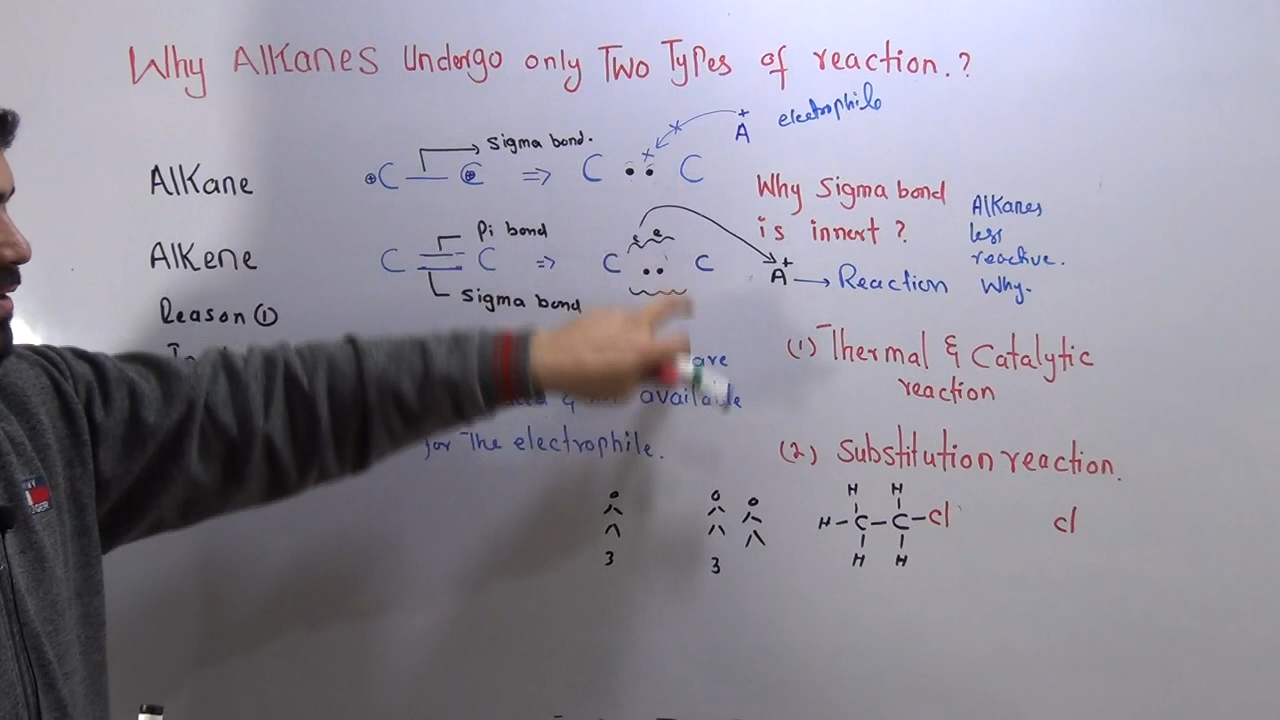 Why Alkanes Undergo only Two Types of reaction.?
A+ electrophile
Alkane ⊕C — C⊕ Sigma bond. ⇒ C •• C
Alkene C = C Pi bond ⇒ C •• C e e
Sigma bond
A+ → Reaction
Why Sigma bond
is innert ?
Alkanes
less
reactive.
Why.
Reason ①
are
available
for The electrophile.
(1) Thermal & Catalytic
reaction
(2) Substitution reaction.
H H
H-C-C-cl cl
H H
3 3